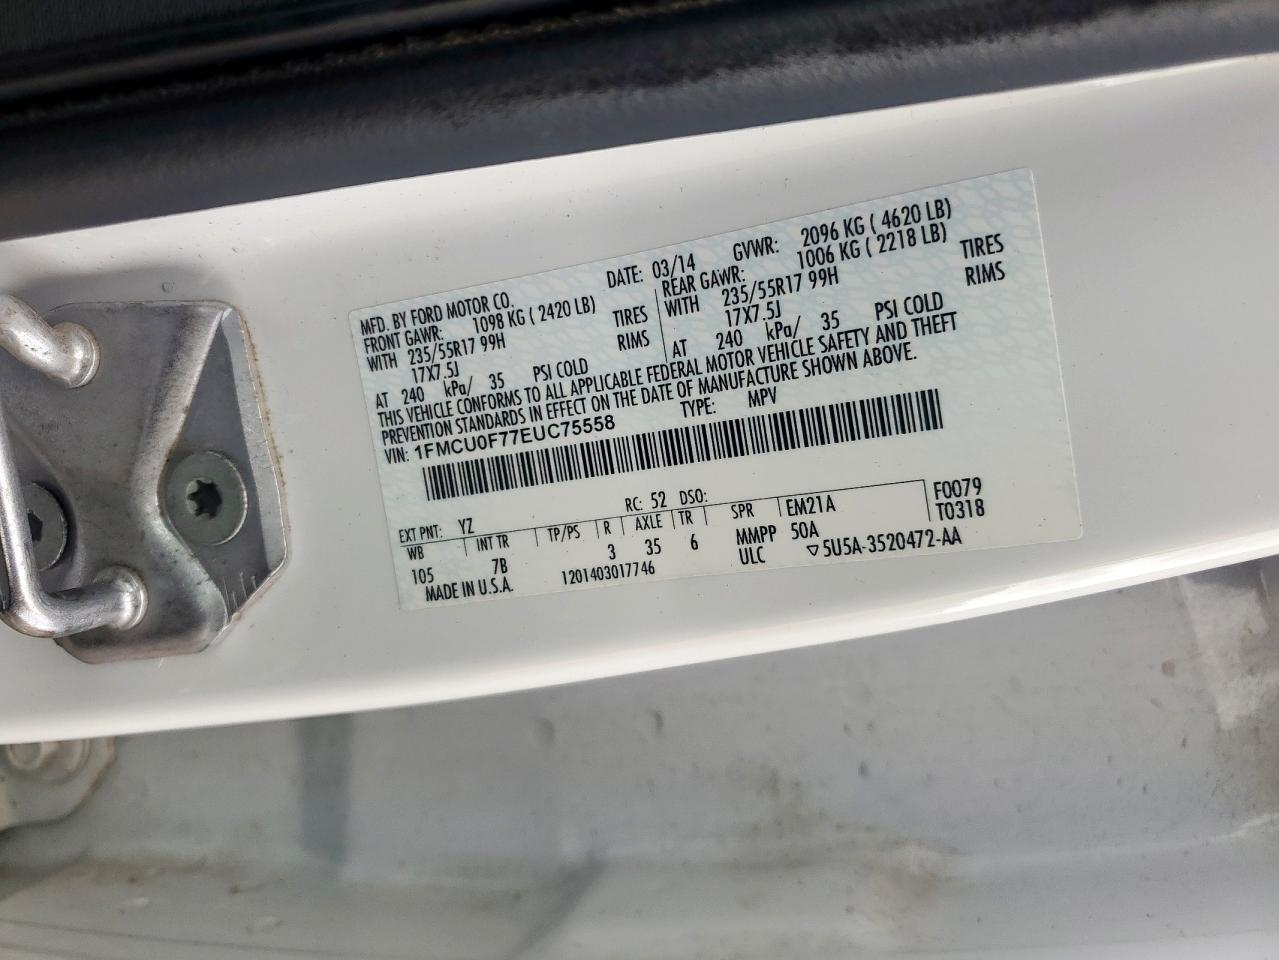 MFD. BY FORD MOTOR CO. DATE: 03/14 GVWR: 2096 KG ( 4620 LB)
FRONT GAWR: 1098 KG ( 2420 LB) REAR GAWR: 1006 KG ( 2218 LB)
WITH 235/55R17 99H TIRES WITH 235/55R17 99H TIRES
17X7.5J RIMS 17X7.5J RIMS
AT 240 kPa/ 35 PSI COLD AT 240 kPa/ 35 PSI COLD
THIS VEHICLE CONFORMS TO ALL APPLICABLE FEDERAL MOTOR VEHICLE SAFETY AND THEFT
PREVENTION STANDARDS IN EFFECT ON THE DATE OF MANUFACTURE SHOWN ABOVE.
VIN: 1FMCU0F77EUC75558 TYPE: MPV
EXT PNT: YZ RC: 52 DSO:
WB INT TR TP/PS R AXLE TR SPR EM21A F0079
105 7B 3 35 6 MMPP 50A T0318
MADE IN U.S.A. 1201403017746 ULC ▽5U5A-3520472-AA